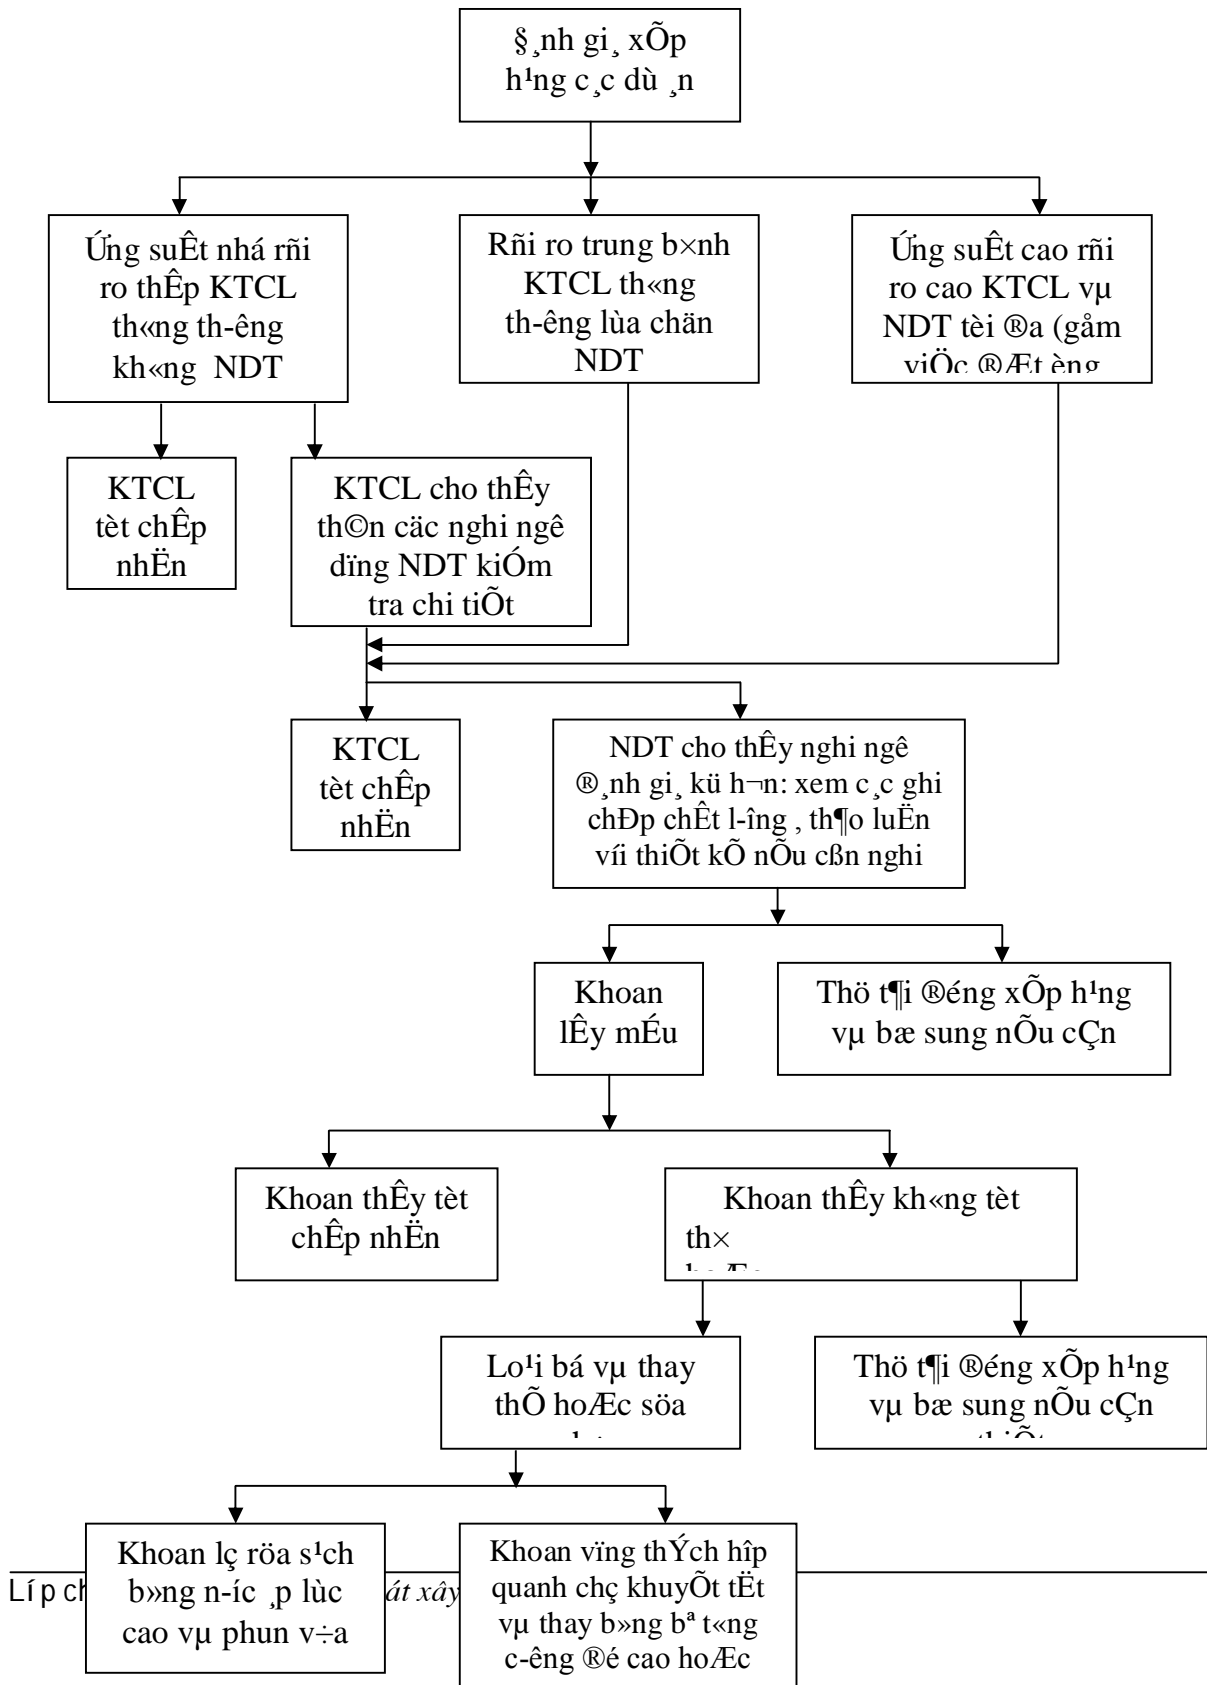 §¸nh gi¸ xÕp
h¹ng c¸c dù ¸n
Ứng suÊt nhá rñi
ro thÊp KTCL
th«ng th-êng
kh«ng NDT
Rñi ro trung b×nh
KTCL th«ng
th-êng lùa chän
NDT
Ứng suÊt cao rñi
ro cao KTCL vµ
NDT tèi ®a (gåm
viÖc ®Æt èng
KTCL
tèt chÊp
nhËn
KTCL cho thÊy
th©n cäc nghi ngê
dïng NDT kiÓm
tra chi tiÕt
KTCL
tèt chÊp
nhËn
NDT cho thÊy nghi ngê
®¸nh gi¸ kü h¬n: xem c¸c ghi
chÐp chÊt l-îng , th¶o luËn
víi thiÕt kÕ nÕu cßn nghi
Khoan
lÊy mÉu
Thö t¶i ®éng xÕp h¹ng
vµ bæ sung nÕu cÇn
Khoan thÊy tèt
chÊp nhËn
Khoan thÊy kh«ng tèt
th×
hoÆc
Lo¹i bá vµ thay
thÕ hoÆc söa
Thö t¶i ®éng xÕp h¹ng
vµ bæ sung nÕu cÇn
thiÕt
Khoan lç röa s¹ch
b»ng n-íc ¸p lùc
cao vµ phun v÷a
Khoan vïng thÝch hîp
quanh chç khuyÕt tËt
vµ thay b»ng bª t«ng
c-êng ®é cao hoÆc
Líp ch át xây